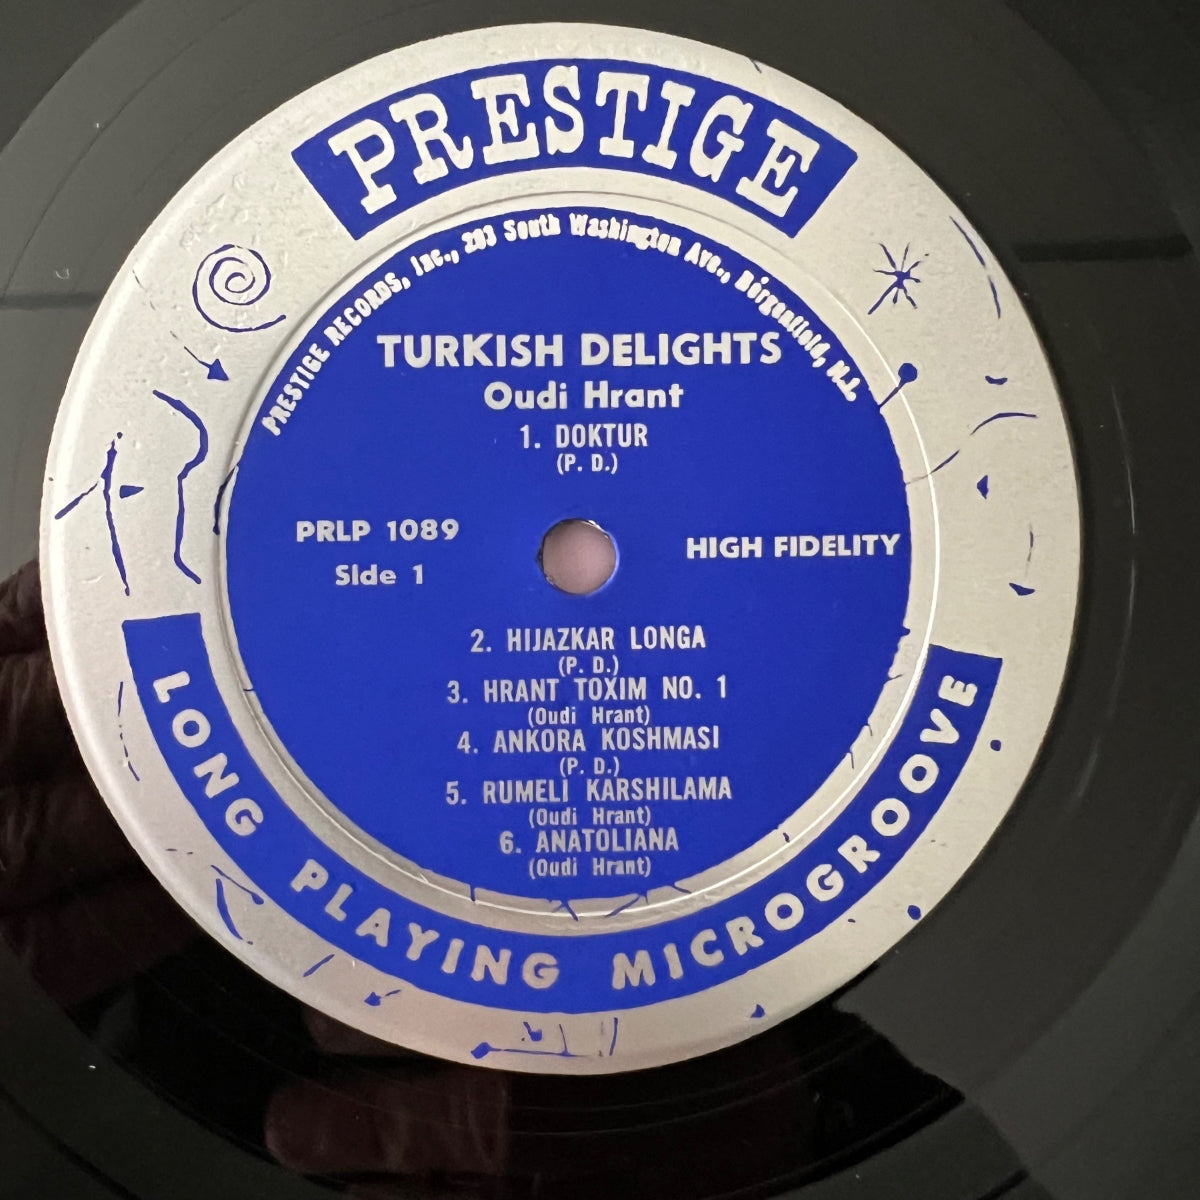 PRESTIGE
PRESTIGE RECORDS, Inc., 203 South Washington Ave., Bergenfield, N.J.
TURKISH DELIGHTS
Oudi Hrant
1. DOKTUR
(P. D.)
PRLP 1089
Side 1
HIGH FIDELITY
2. HIJAZKAR LONGA
(P. D.)
3. HRANT TOXIM NO. 1
(Oudi Hrant)
4. ANKORA KOSHMASI
(P. D.)
5. RUMELI KARSHILAMA
(Oudi Hrant)
6. ANATOLIANA
(Oudi Hrant)
LONG PLAYING MICROGROOVE